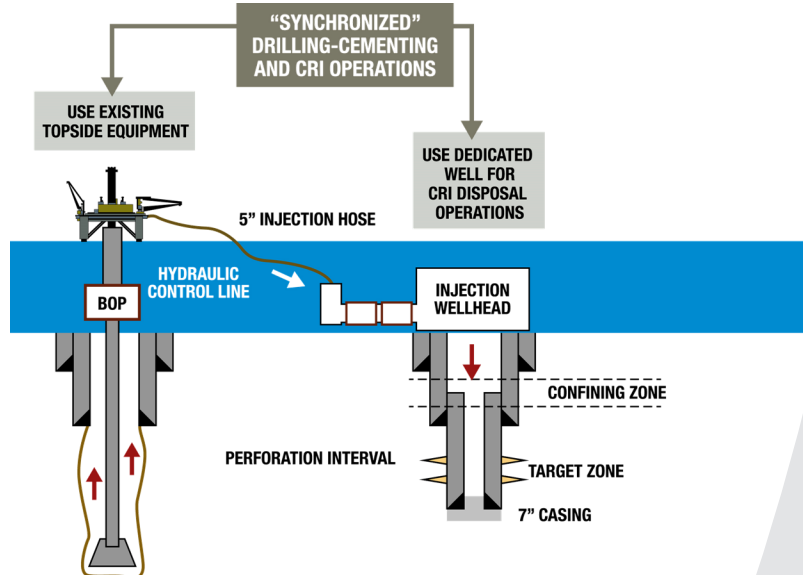 “SYNCHRONIZED”
DRILLING-CEMENTING
AND CRI OPERATIONS
USE EXISTING
TOPSIDE EQUIPMENT
USE DEDICATED
WELL FOR
CRI DISPOSAL
OPERATIONS
5” INJECTION HOSE
HYDRAULIC
CONTROL LINE
BOP
INJECTION
WELLHEAD
CONFINING ZONE
PERFORATION INTERVAL
TARGET ZONE
7” CASING